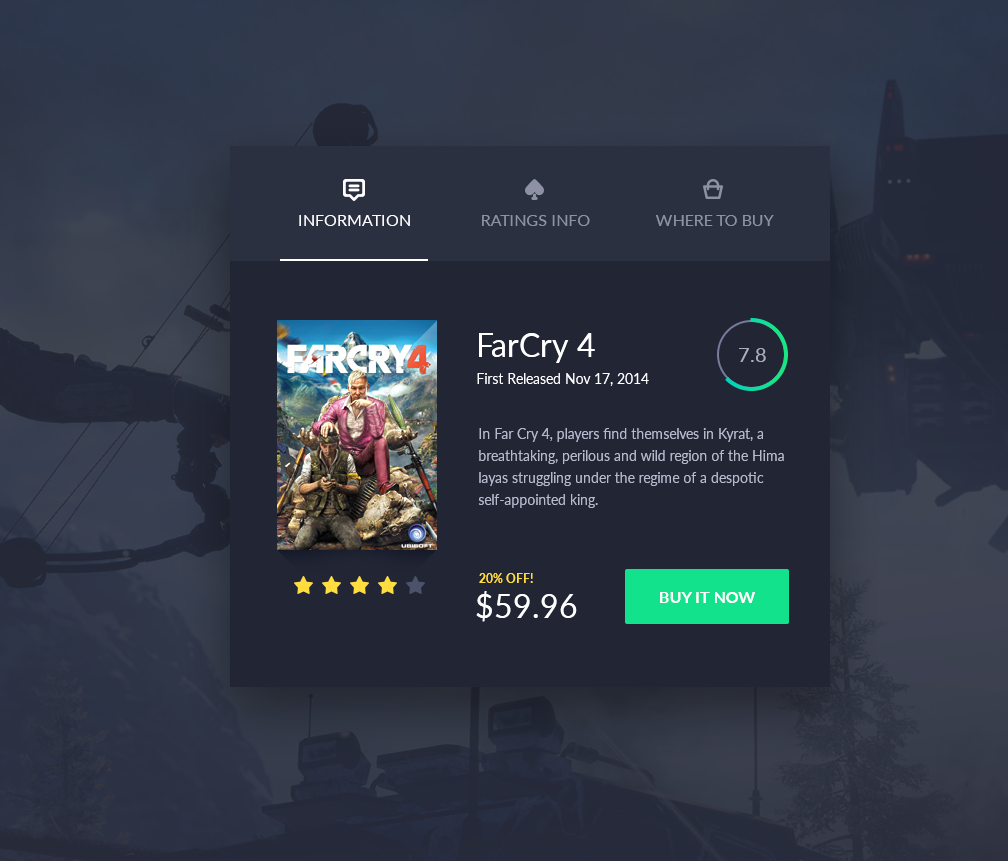 INFORMATION
RATINGS INFO
WHERE TO BUY
FARCRY4
UBISOFT
FarCry 4
First Released Nov 17, 2014
7.8
In Far Cry 4, players find themselves in Kyrat, a
breathtaking, perilous and wild region of the Hima
layas struggling under the regime of a despotic
self-appointed king.
20% OFF!
$59.96
BUY IT NOW